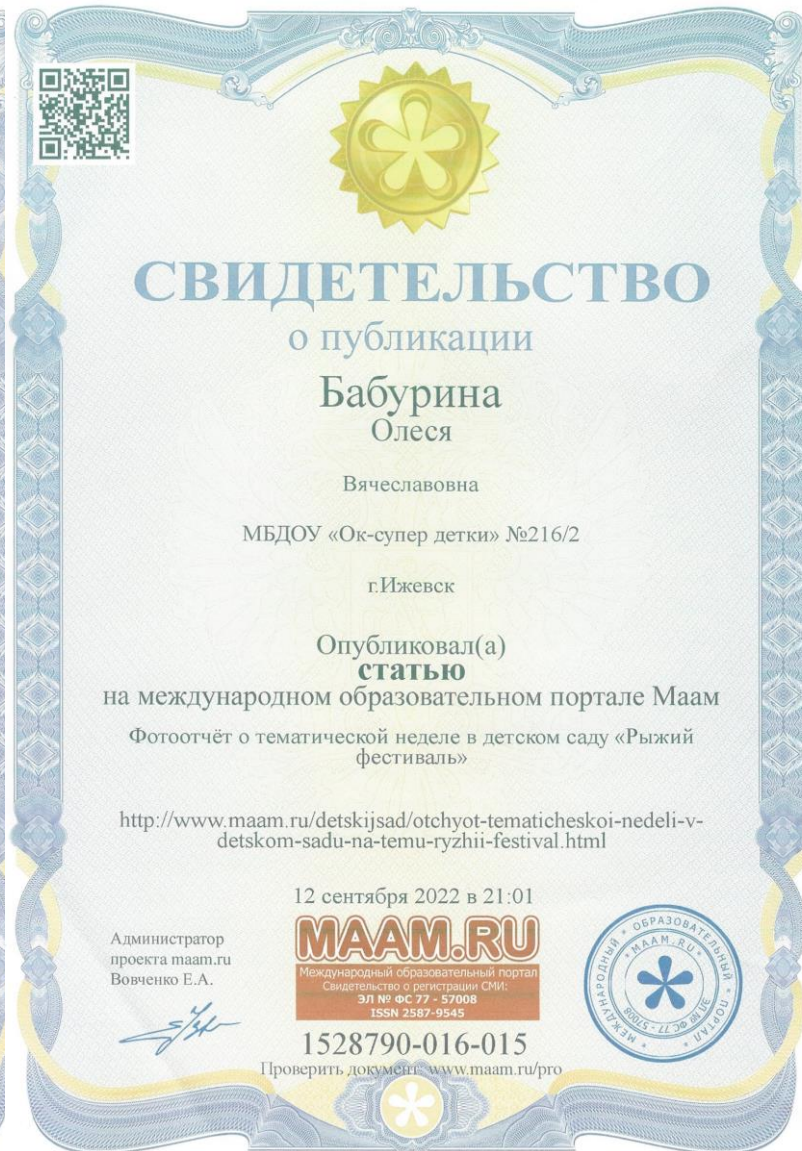 СВИДЕТЕЛЬСТВО
о публикации
Бабурина
Олеся
Вячеславовна
МБДОУ «Ок-супер детки» №216/2
г.Ижевск
Опубликовал(а)
статью
на международном образовательном портале Маам
Фотоотчёт о тематической неделе в детском саду «Рыжий
фестиваль»
http://www.maam.ru/detskijsad/otchyot-tematicheskoi-nedeli-v-
detskom-sadu-na-temu-ryzhii-festival.html
12 сентября 2022 в 21:01
Администратор
проекта maam.ru
Вовченко Е.А.
MAAM.RU
Международный образовательный портал
Свидетельство о регистрации СМИ:
ЭЛ № ФС 77 - 57008
ISSN 2587-9545
1528790-016-015
Проверить документ: www.maam.ru/pro
МЕЖДУНАРОДНЫЙ * ОБРАЗОВАТЕЛЬНЫЙ * ПОРТАЛ
* MAAM.RU *
ЭЛ № ФС 77 - 57008